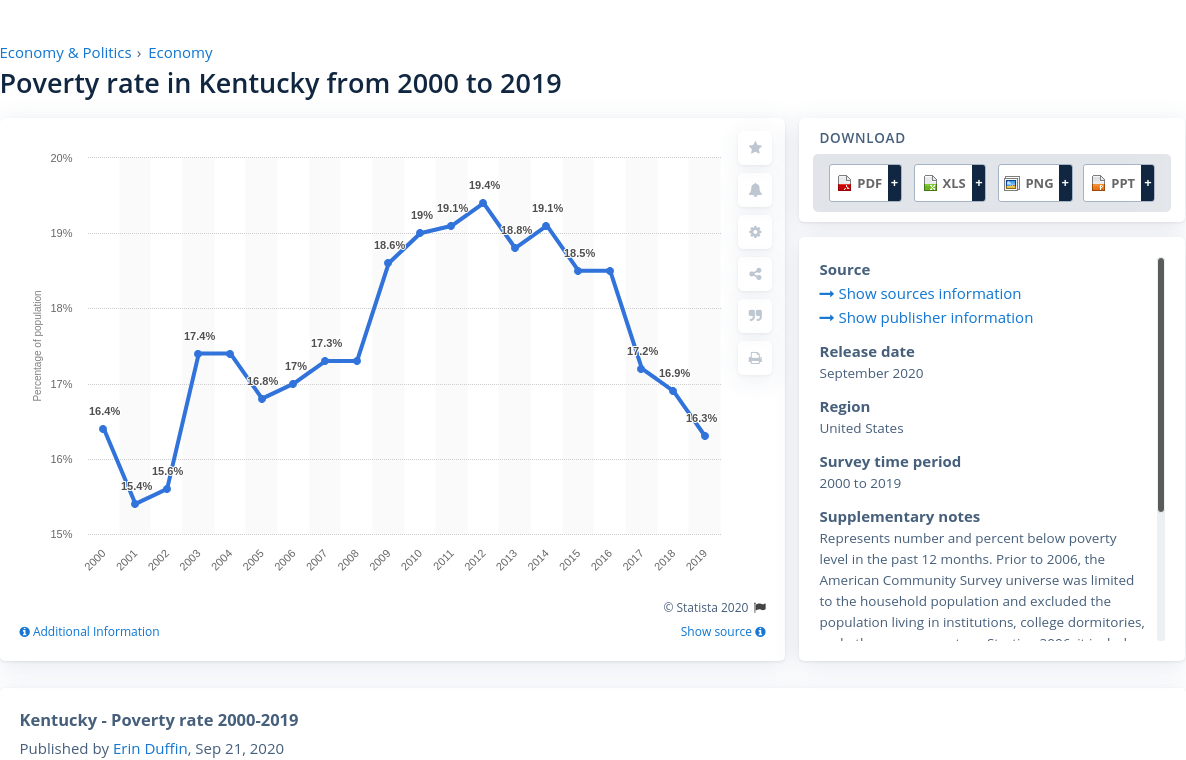 Economy & Politics › Economy
Poverty rate in Kentucky from 2000 to 2019
20%
19%
18%
17%
16%
15%
Percentage of population
16.4%
15.4%
15.6%
17.4%
16.8%
17%
17.3%
18.6%
19%
19.1%
19.4%
18.8%
19.1%
18.5%
17.2%
16.9%
16.3%
2000
2001
2002
2003
2004
2005
2006
2007
2008
2009
2010
2011
2012
2013
2014
2015
2016
2017
2018
2019
© Statista 2020
Additional Information
Show source
DOWNLOAD
PDF +
XLS +
PNG +
PPT +
Source
Show sources information
Show publisher information
Release date
September 2020
Region
United States
Survey time period
2000 to 2019
Supplementary notes
Represents number and percent below poverty
level in the past 12 months. Prior to 2006, the
American Community Survey universe was limited
to the household population and excluded the
population living in institutions, college dormitories,
Kentucky - Poverty rate 2000-2019
Published by Erin Duffin, Sep 21, 2020